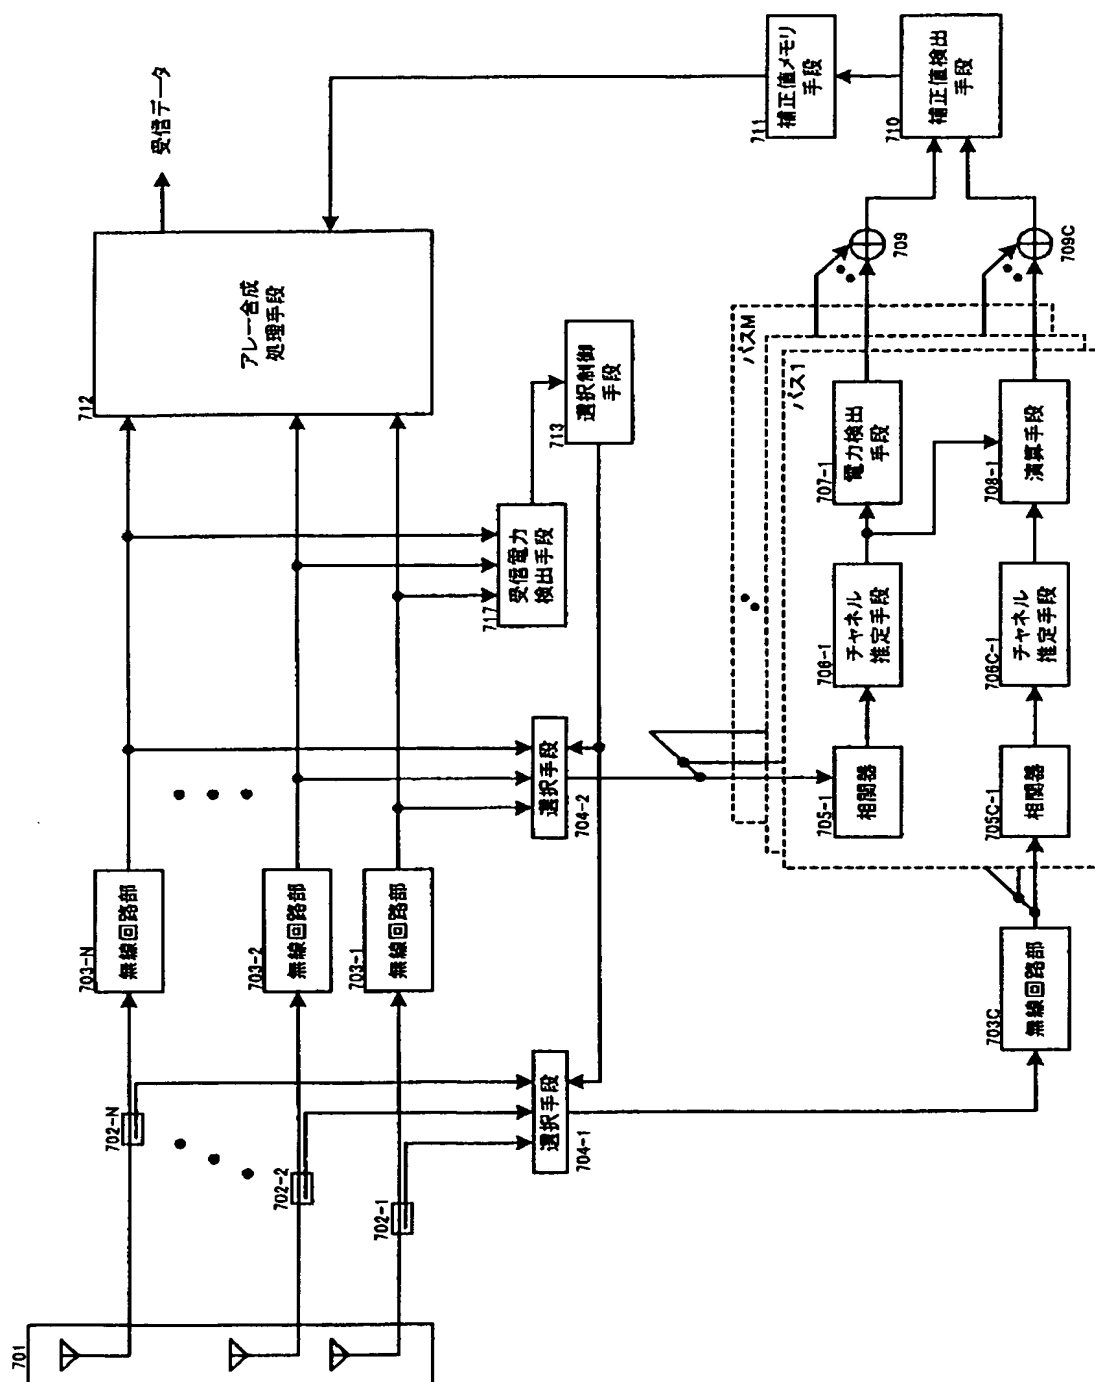 701
702-N
702-2
702-1
703-N
無線回路部
703-2
無線回路部
703-1
無線回路部
704-1
選択手段
704-2
選択手段
717
受信電力
検出手段
713
選択制御
手段
712
アレー合成
処理手段
受信データ
711
補正値メモリ
手段
710
補正値検出
手段
703C
無線回路部
パスM
パス1
705-1
相関器
706-1
チャネル
推定手段
707-1
電力検出
手段
709
705C-1
相関器
706C-1
チャネル
推定手段
708-1
演算手段
709C